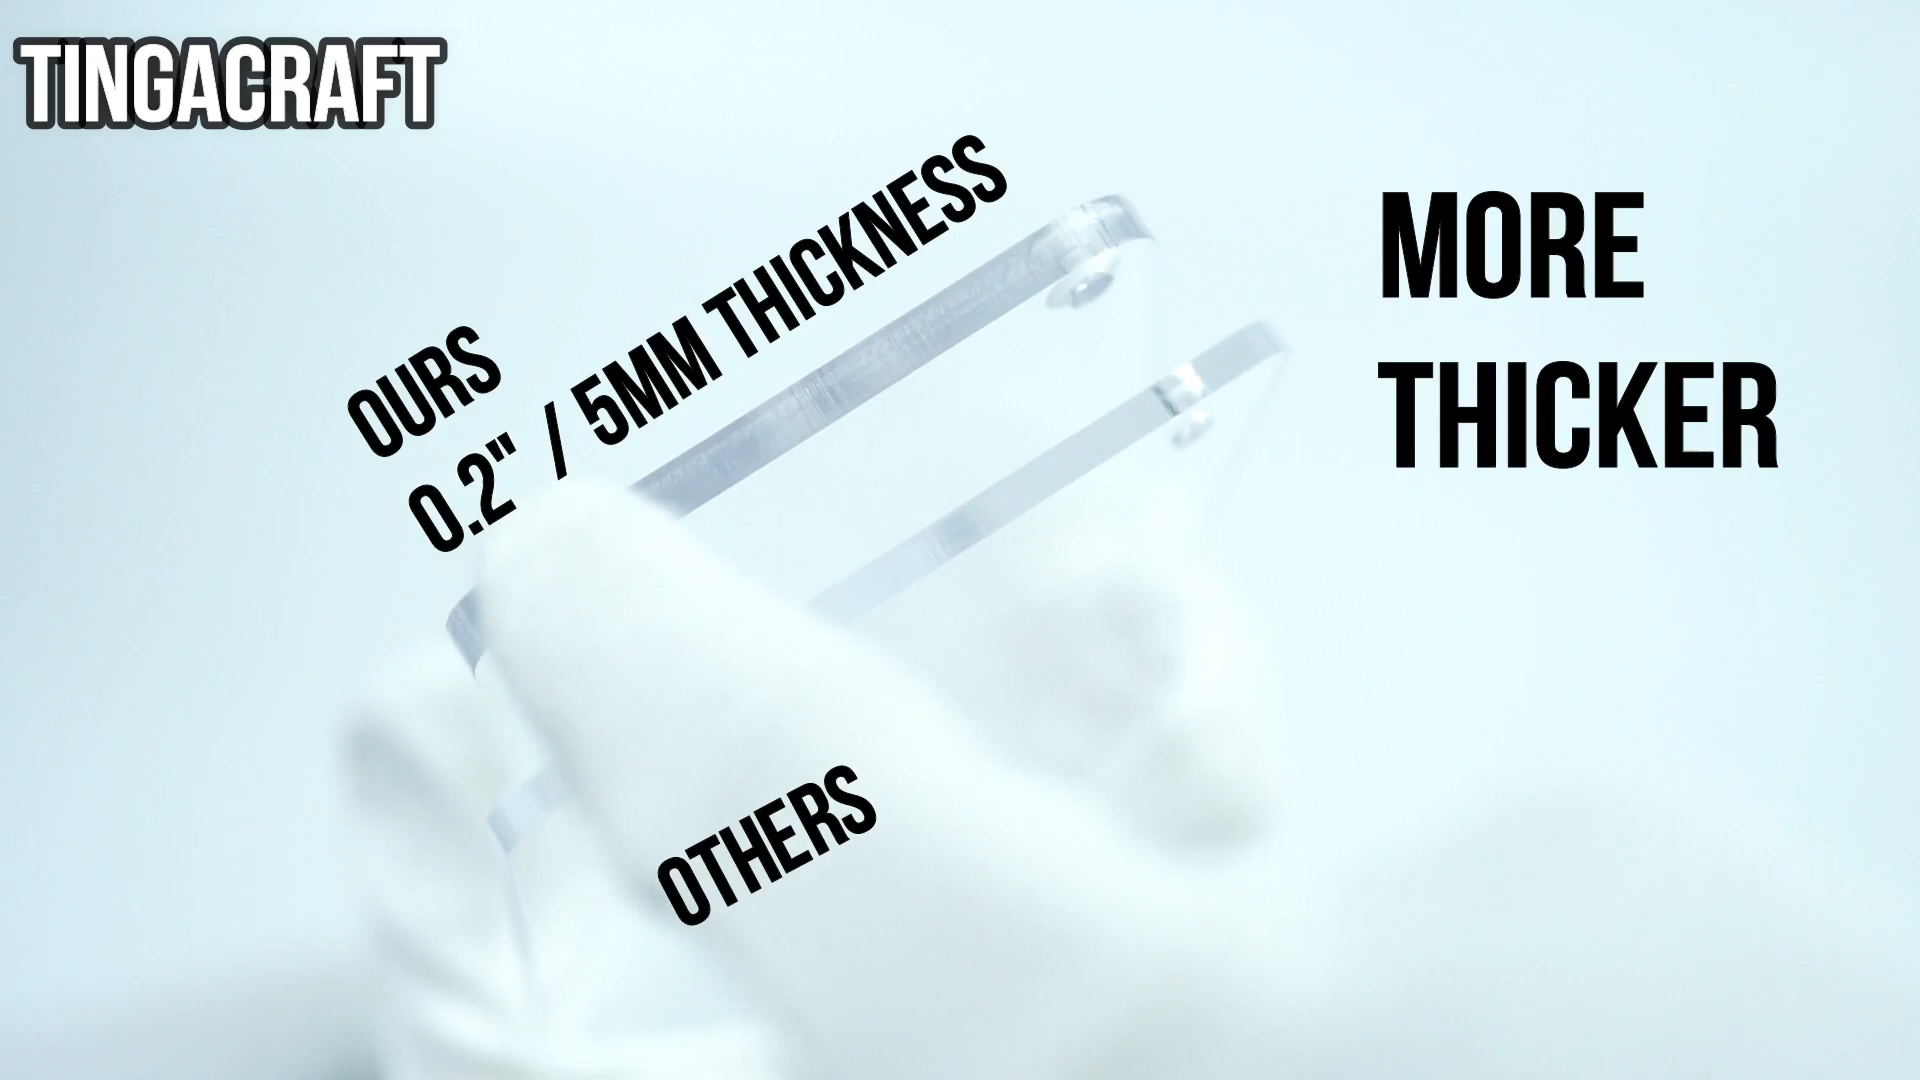 TINGACRAFT
OURS
0.2" / 5MM THICKNESS
MORE
THICKER
OTHERS